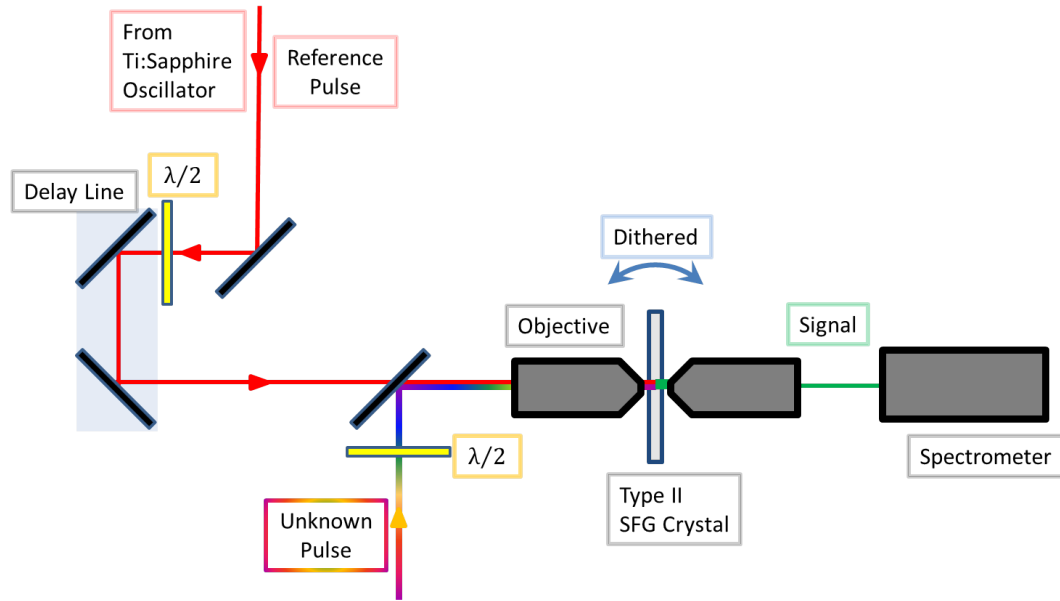 From
Ti:Sapphire
Oscillator
Reference
Pulse
λ/2
Delay Line
Dithered
Objective
Signal
λ/2
Spectrometer
Type II
SFG Crystal
Unknown
Pulse